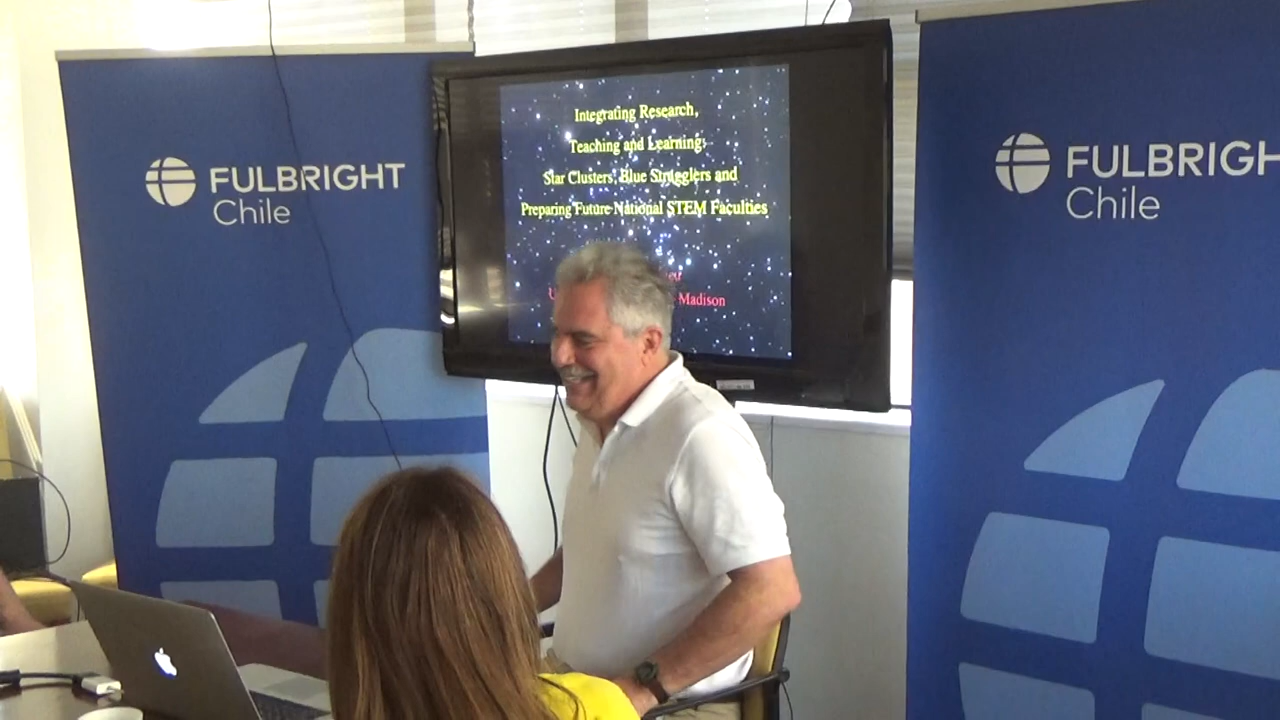 FULBRIGHT
Chile
Integrating Research,
Teaching and Learning:
Star Clusters, Blue Stragglers and
Preparing Future National STEM Faculties
Madison
FULBRIGH
Chile